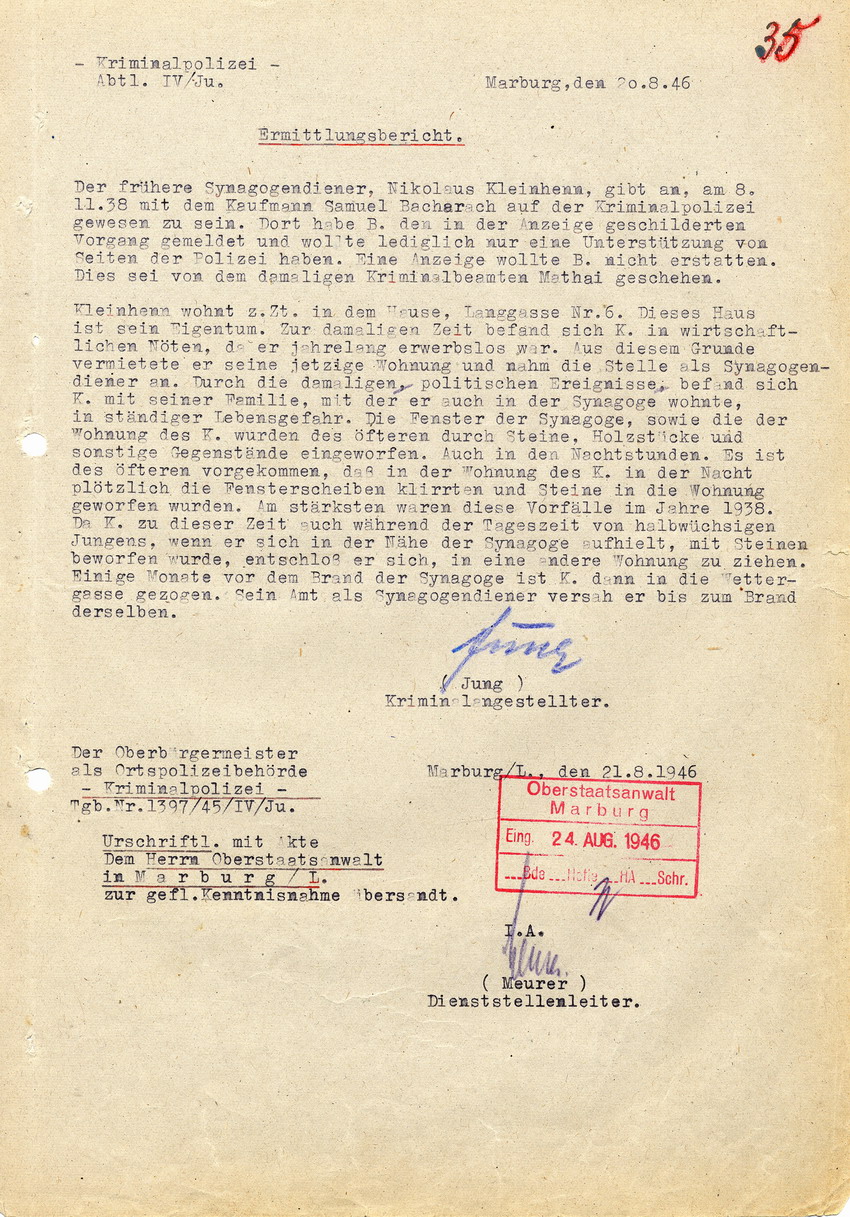 35
- Kriminalpolizei -
Abtl. IV/Ju.
Marburg,den 2o.8.46
Ermittlungsbericht.
Der frühere Synagogendiener, Nikolaus Kleinhenn, gibt an, am 8.
11.38 mit dem Kaufmann Samuel Bacharach auf der Kriminalpolizei
gewesen zu sein. Dort habe B. den in der Anzeige geschilderten
Vorgang gemeldet und wollte lediglich nur eine Unterstützung von
Seiten der Polizei haben. Eine Anzeige wollte B. nicht erstatten.
Dies sei von dem damaligen Kriminalbeamten Mathai geschehen.
Kleinhenn wohnt z.Zt. in dem Hause, Langgasse Nr.6. Dieses Haus
ist sein Eigentum. Zur damaligen Zeit befand sich K. in wirtschaft-
lichen Nöten, da er jahrelang erwerbslos war. Aus diesem Grunde
vermietete er seine jetzige Wohnung und nahm die Stelle als Synagogen-
diener an. Durch die damaligen, politischen Ereignisse, befand sich
K. mit seiner Familie, mit der er auch in der Synagoge wohnte,
in ständiger Lebensgefahr. Die Fenster der Synagoge, sowie die der
Wohnung des K. wurden des öfteren durch Steine, Holzstücke und
sonstige Gegenstände eingeworfen. Auch in den Nachtstunden. Es ist
des öfteren vorgekommen, daß in der Wohnung des K. in der Nacht
plötzlich die Fensterscheiben klirrten und Steine in die Wohnung
geworfen wurden. Am stärksten waren diese Vorfälle im Jahre 1938.
Da K. zu dieser Zeit auch während der Tageszeit von halbwüchsigen
Jungens, wenn er sich in der Nähe der Synagoge aufhielt, mit Steinen
beworfen wurde, entschloß er sich, in eine andere Wohnung zu ziehen.
Einige Monate vor dem Brand der Synagoge ist K. dann in die Wetter-
gasse gezogen. Sein Amt als Synagogendiener versah er bis zum Brand
derselben.
Jung
( Jung )
Kriminalangestellter.
Der Oberbürgermeister
als Ortspolizeibehörde
- Kriminalpolizei -
Tgb.Nr.1397/45/IV/Ju.
Marburg/L., den 21.8.1946
Oberstaatsanwalt
Marburg
Eing. 24. AUG. 1946
Bde Hefte HA Schr.
Urschriftl. mit Akte
Dem Herrn Oberstaatsanwalt
in M a r b u r g / L.
zur gefl.Kenntnisnahme übersandt.
I.A.
Meurer
( Meurer )
Dienststellenleiter.